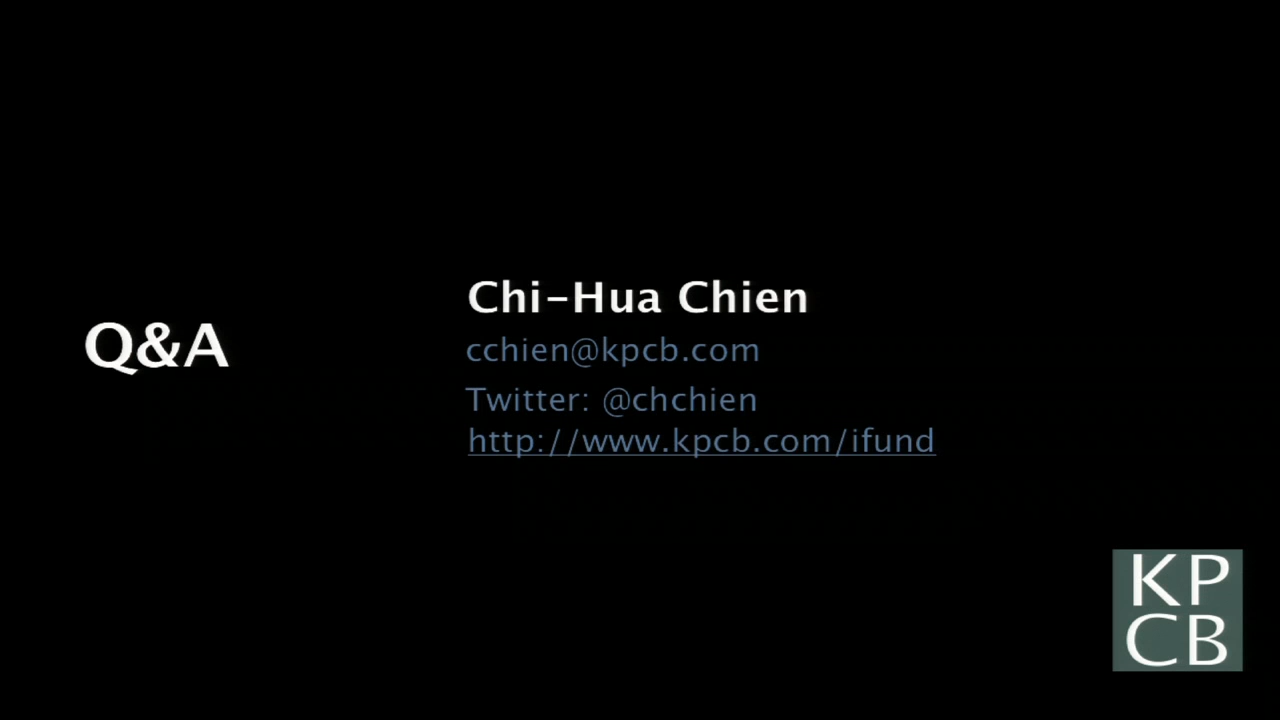 Q&A
Chi-Hua Chien
cchien@kpcb.com
Twitter: @chchien
http://www.kpcb.com/ifund
KP
CB